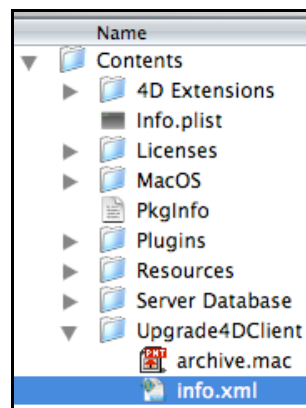 Name
Contents
4D Extensions
Info.plist
Licenses
MacOS
PkgInfo
Plugins
Resources
Server Database
Upgrade4DClient
archive.mac
info.xml